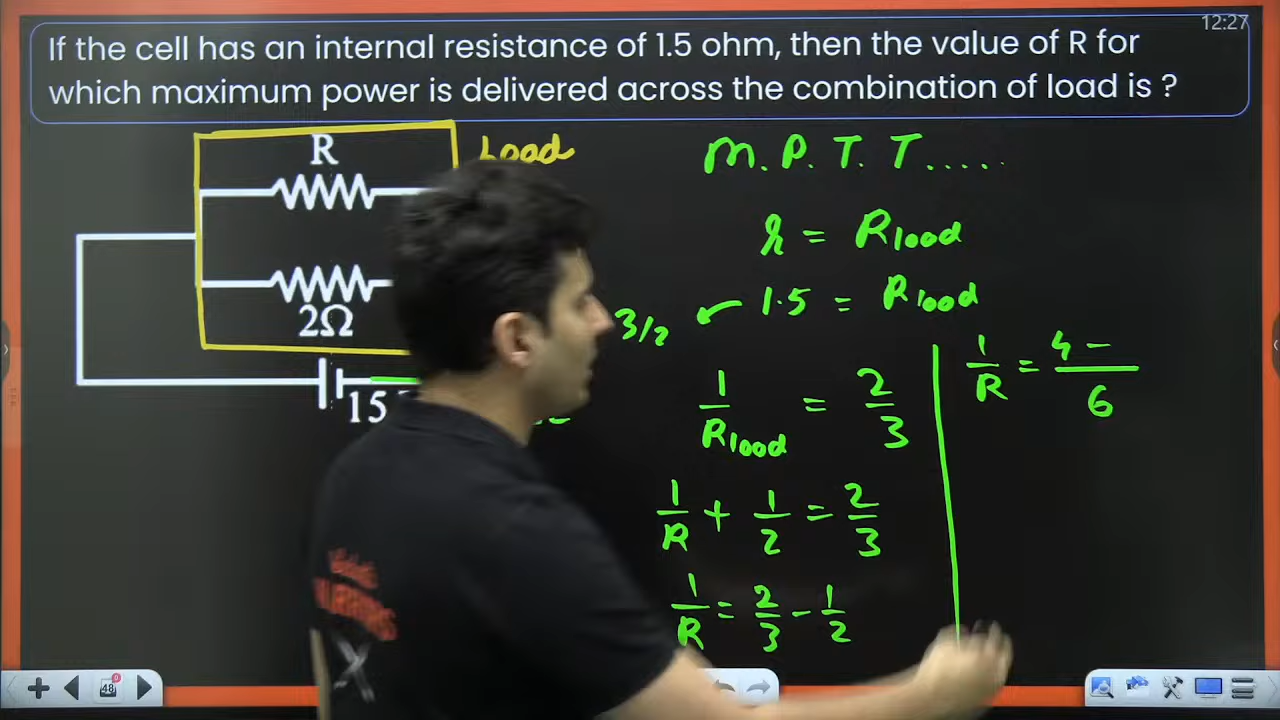 12:27
If the cell has an internal resistance of 1.5 ohm, then the value of R for
which maximum power is delivered across the combination of load is ?
R
Load
2Ω
15
M.P.T.T.....
r = Rload
3/2 ← 1.5 = Rload
1/Rload = 2/3
1/R + 1/2 = 2/3
1/R = 2/3 - 1/2
1/R = 4 - / 6
48